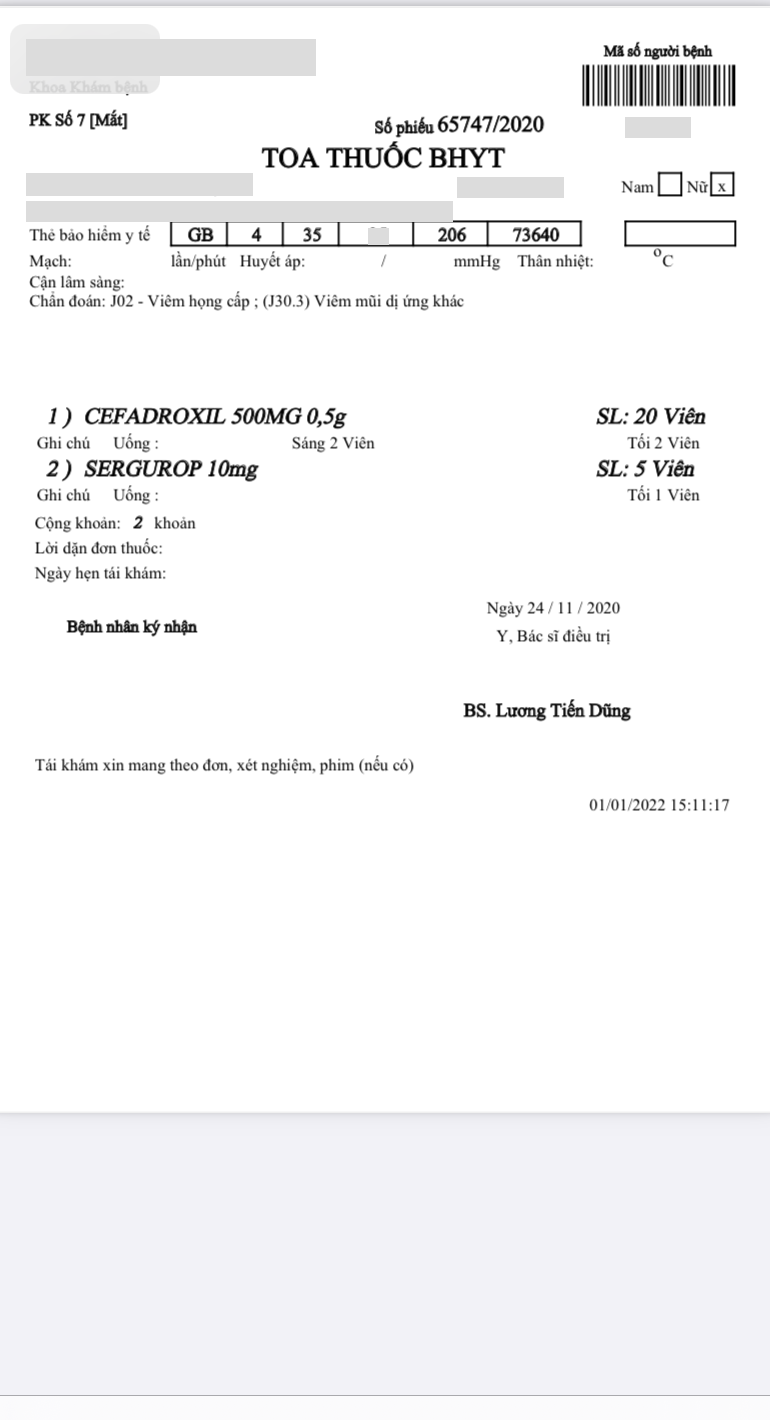 Mã số người bệnh
Khoa Khám bệnh
PK Số 7 [Mắt]
Số phiếu 65747/2020
TOA THUỐC BHYT
Nam Nữ x
Thẻ bảo hiểm y tế GB 4 35 206 73640
Mạch: lần/phút Huyết áp: / mmHg Thân nhiệt: °C
Cận lâm sàng:
Chẩn đoán: J02 - Viêm họng cấp ; (J30.3) Viêm mũi dị ứng khác
1 ) CEFADROXIL 500MG 0,5g SL: 20 Viên
Ghi chú Uống : Sáng 2 Viên Tối 2 Viên
2 ) SERGUROP 10mg SL: 5 Viên
Ghi chú Uống : Tối 1 Viên
Cộng khoản: 2 khoản
Lời dặn đơn thuốc:
Ngày hẹn tái khám:
Ngày 24 / 11 / 2020
Bệnh nhân ký nhận
Y, Bác sĩ điều trị
BS. Lương Tiến Dũng
Tái khám xin mang theo đơn, xét nghiệm, phim (nếu có)
01/01/2022 15:11:17